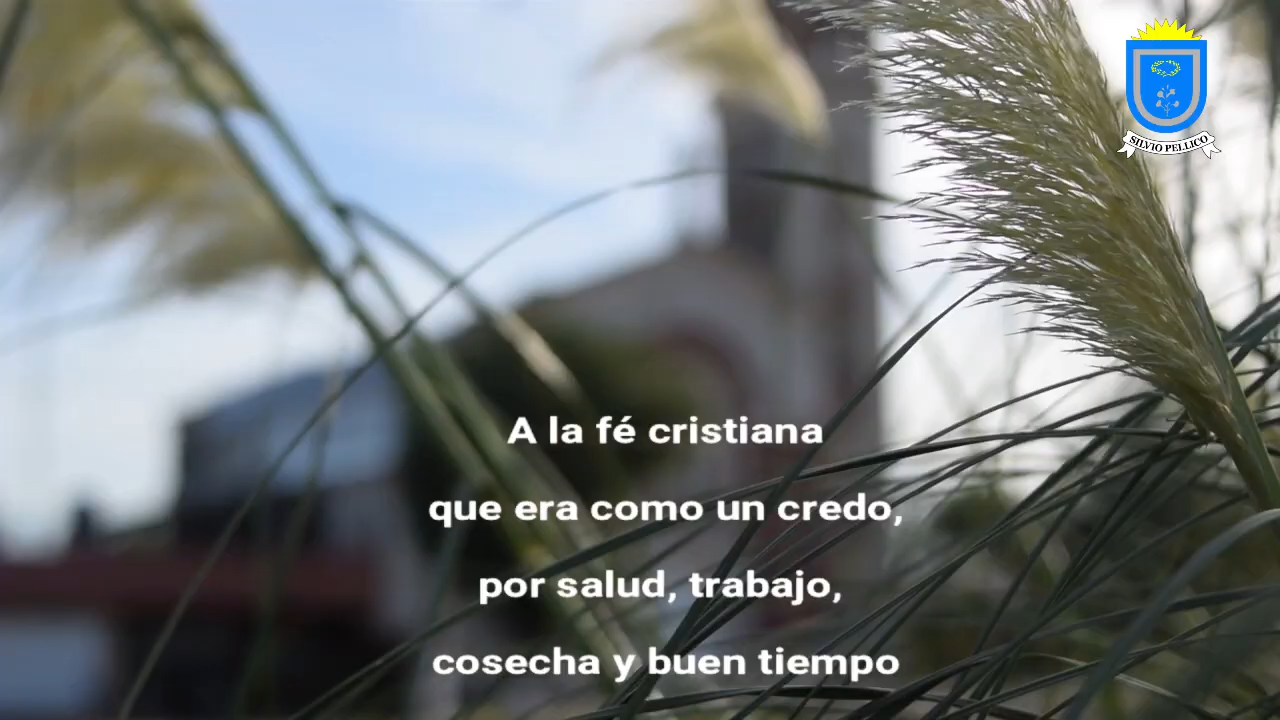 SILVIO PELLICO
A la fé cristiana
que era como un credo,
por salud, trabajo,
cosecha y buen tiempo